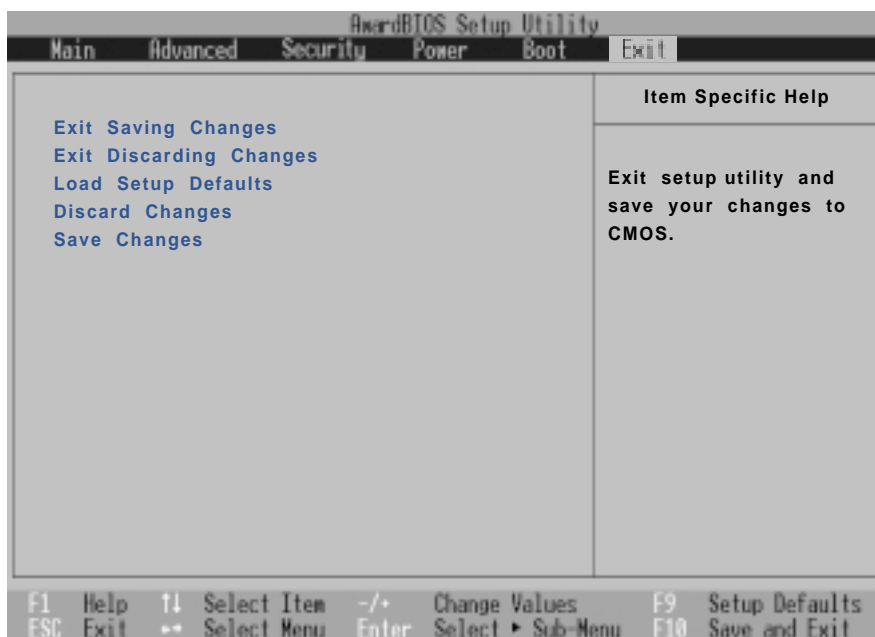 AwardBIOS Setup Utility
Main Advanced Security Power Boot Exit
Item Specific Help
Exit Saving Changes
Exit Discarding Changes
Load Setup Defaults
Discard Changes
Save Changes
Exit setup utility and
save your changes to
CMOS.
F1 Help ↑↓ Select Item -/+ Change Values F9 Setup Defaults
ESC Exit ←→ Select Menu Enter Select ► Sub-Menu F10 Save and Exit